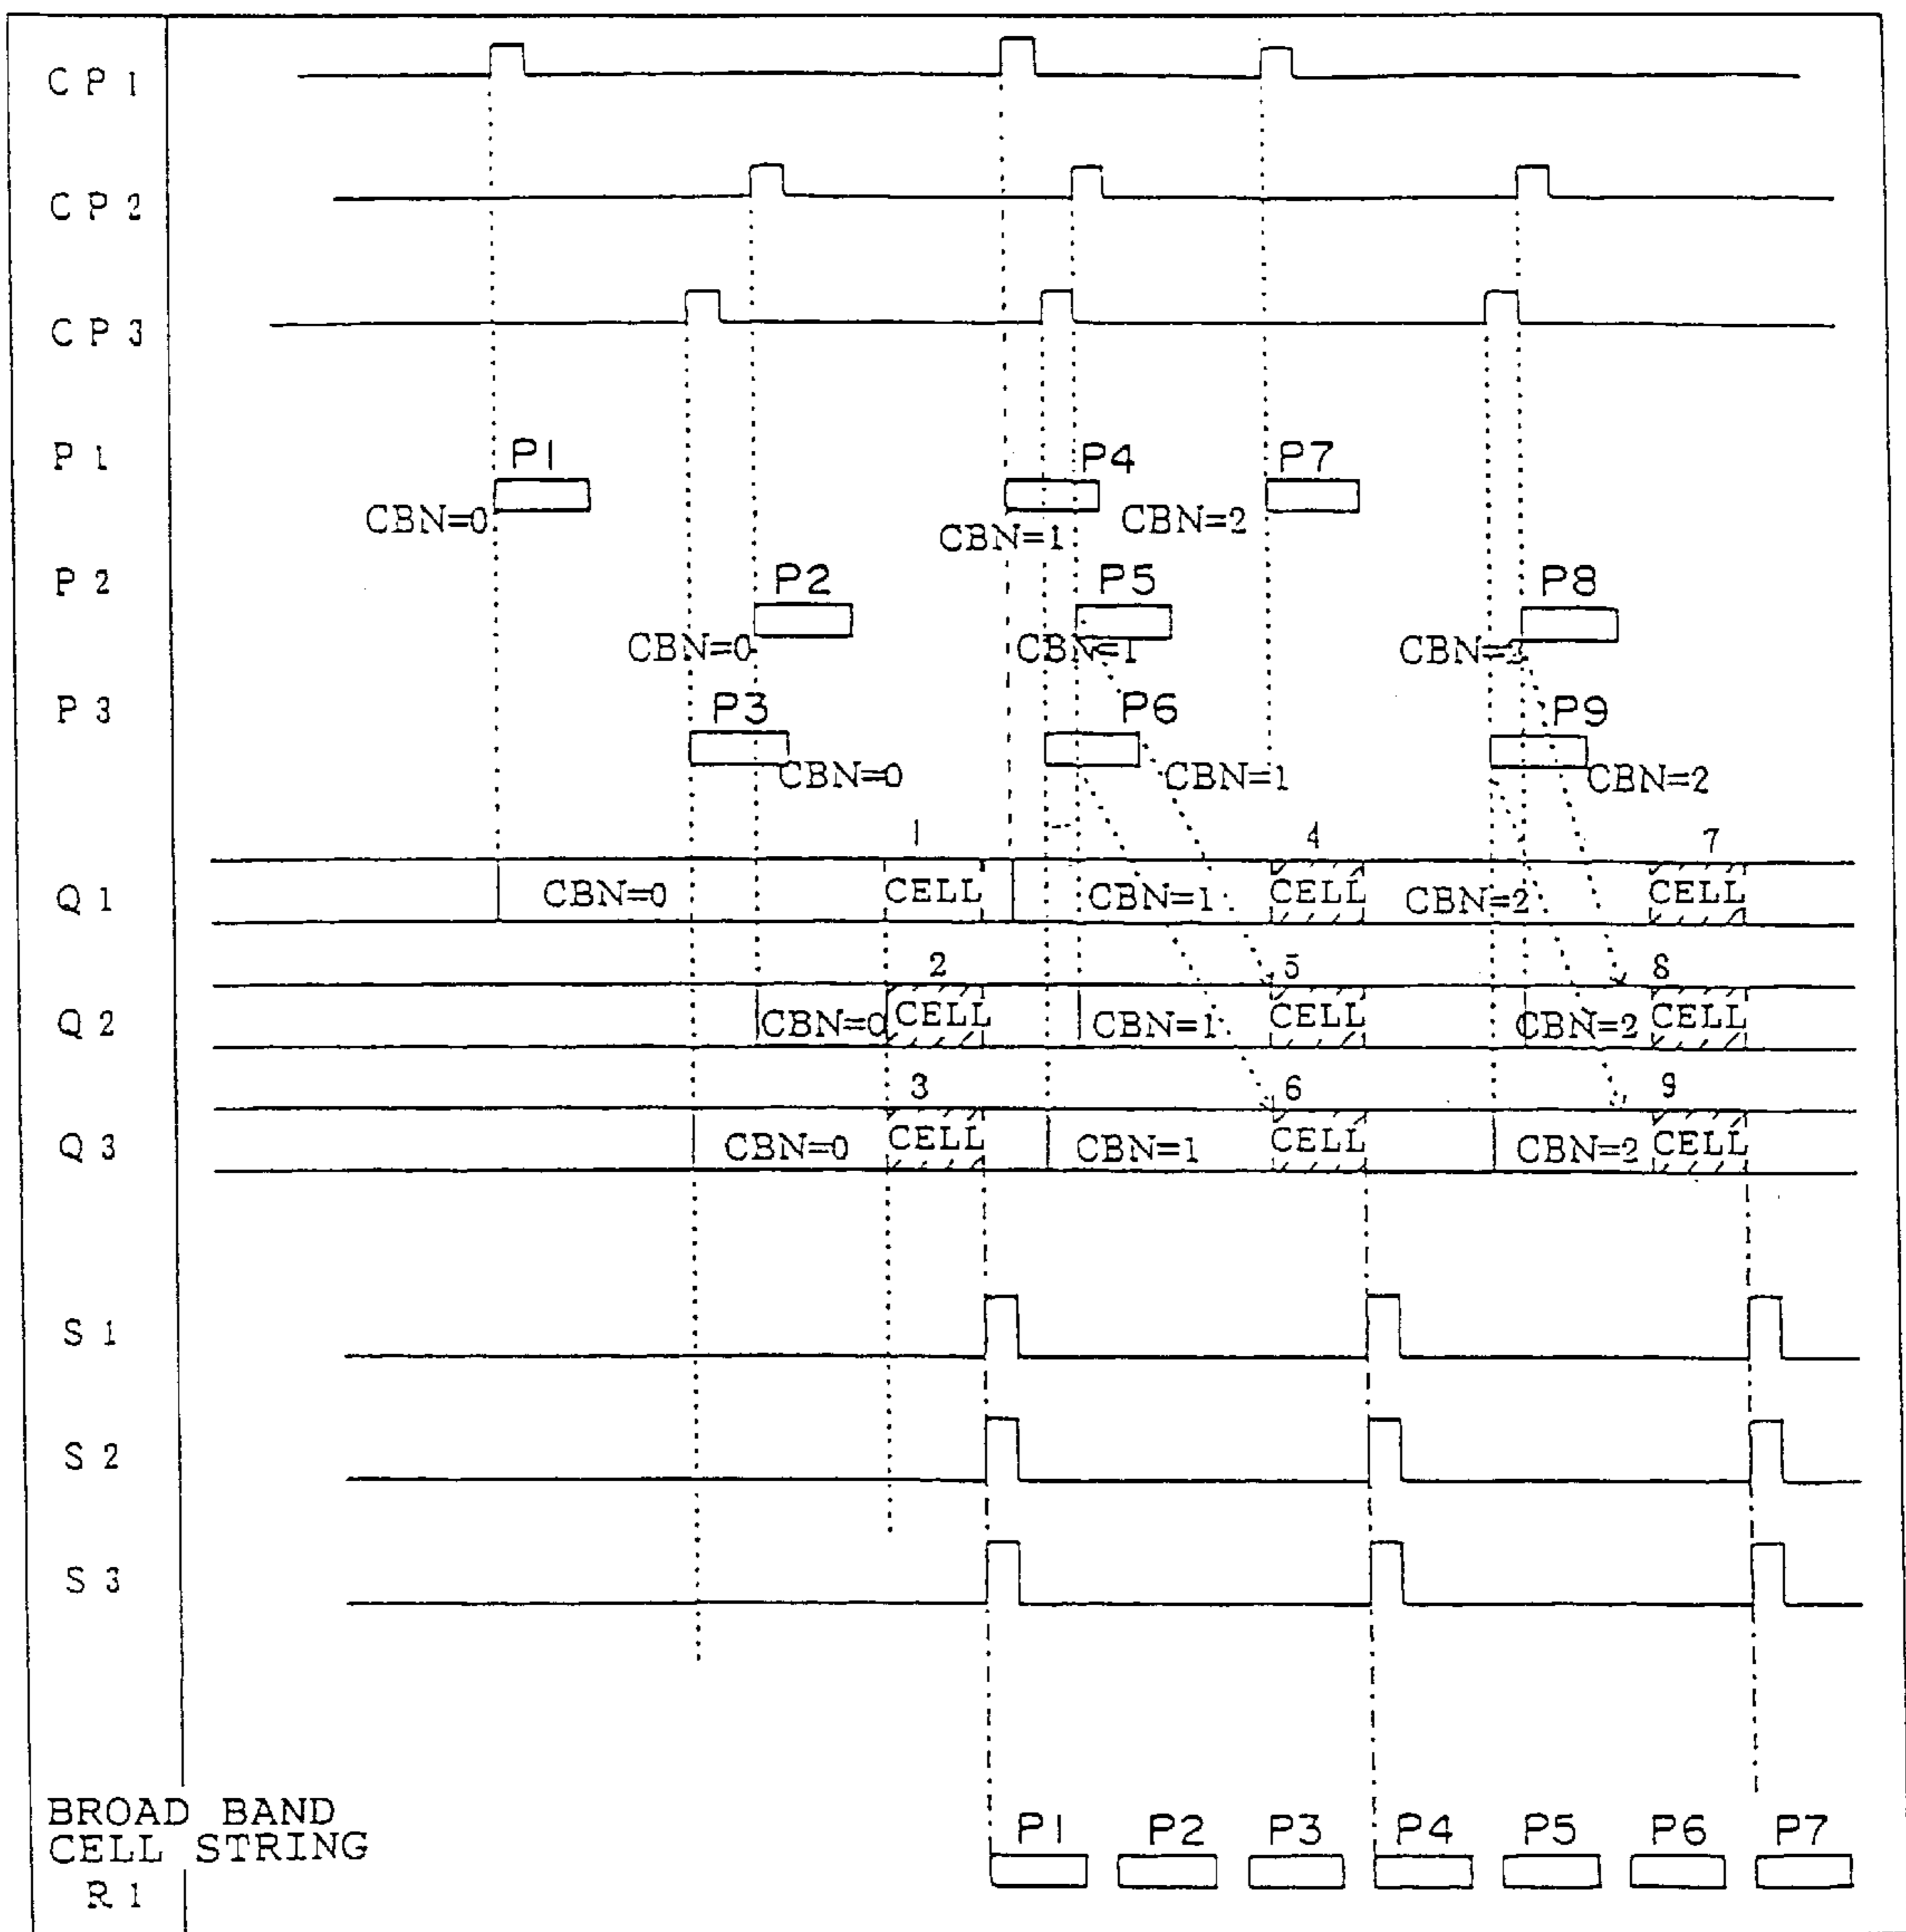 CP1
CP2
CP3
P1 P1 P4 P7
CBN=0 CBN=1 CBN=2
P2 P2 P5 P8
CBN=0 CBN=1
P3 P3 P6 P9
CBN=0 CBN=1 CBN=2
1 4 7
Q1 CBN=0 CELL CBN=1 CELL CBN=2 CELL
2 5 8
Q2 CBN=0 CELL CBN=1 CELL CBN=2 CELL
3 6 9
Q3 CBN=0 CELL CBN=1 CELL CBN=2 CELL
S1
S2
S3
BROAD BAND
CELL STRING
R1
P1 P2 P3 P4 P5 P6 P7